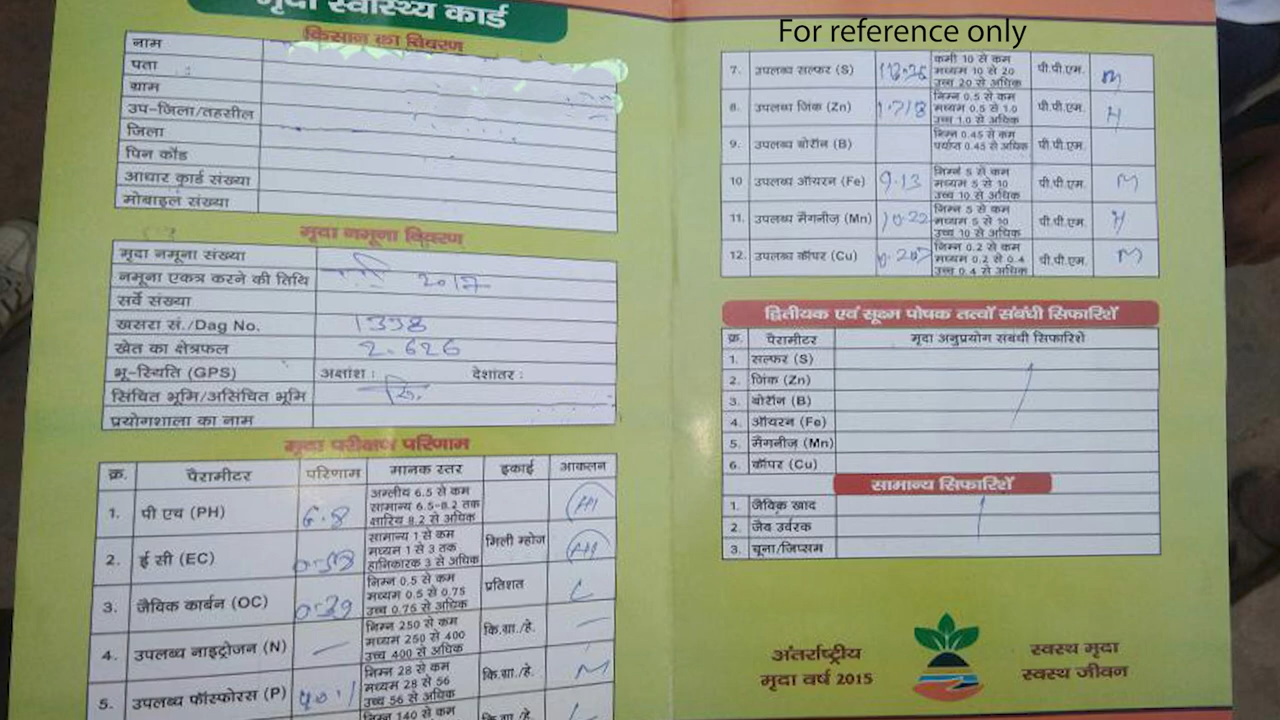 मृदा स्वास्थ्य कार्ड
For reference only
किसान का विवरण
नाम
पता
ग्राम
उप-जिला/तहसील
जिला
पिन कौड
आधार कार्ड संख्या
मोबाइल संख्या
मृदा नमूना विवरण
मृदा नमूना संख्या
नमूना एकत्र करने की तिथि 2017
सर्वे संख्या
खसरा सं./Dag No. 1398
खेत का क्षेत्रफल 2.626
भू-स्थिति (GPS) अक्षांश : देशांतर :
सिंचित भूमि/असिंचित भूमि सि.
प्रयोगशाला का नाम
मृदा परीक्षण परिणाम
क्र. पैरामीटर परिणाम मानक स्तर इकाई आकलन
1. पी एच (PH) 6.8
अम्लीय 6.5 से कम
सामान्य 6.5-8.2 तक
क्षारिय 8.2 से अधिक
2. ई सी (EC)
सामान्य 1 से कम
मध्यम 1 से 3 तक
हानिकारक 3 से अधिक
मिली म्होज
3. जैविक कार्बन (OC) 0.39
निम्न 0.5 से कम
मध्यम 0.5 से 0.75
उच्च 0.75 से अधिक
प्रतिशत L
4. उपलब्ध नाइट्रोजन (N) —
निम्न 250 से कम
मध्यम 250 से 400
उच्च 400 से अधिक
कि.ग्रा./हे. —
5. उपलब्ध फॉस्फोरस (P)
निम्न 28 से कम
मध्यम 28 से 56
उच्च 56 से अधिक
कि.ग्रा./हे. M
निम्न 140 से कम
कि.ग्रा./हे. L
7. उपलब्ध सल्फर (S)
कमी 10 से कम
मध्यम 10 से 20
उच्च 20 से अधिक
पी.पी.एम. M
8. उपलब्ध जिंक (Zn) 1.718
निम्न 0.5 से कम
मध्यम 0.5 से 1.0
उच्च 1.0 से अधिक
पी.पी.एम. H
9. उपलब्ध बोरॉन (B)
निम्न 0.45 से कम
पर्याप्त 0.45 से अधिक
पी.पी.एम.
10 उपलब्ध ऑयरन (Fe) 9.13
निम्न 5 से कम
मध्यम 5 से 10
उच्च 10 से अधिक
पी.पी.एम. M
11. उपलब्ध मैगनीज़ (Mn) 10.22
निम्न 5 से कम
मध्यम 5 से 10
उच्च 10 से अधिक
पी.पी.एम. H
12. उपलब्ध कॉपर (Cu)
निम्न 0.2 से कम
मध्यम 0.2 से 0.4
उच्च 0.4 से अधिक
पी.पी.एम. M
द्वितीयक एवं सूक्ष्म पोषक तत्वों संबंधी सिफारिशें
क्र. पैरामीटर मृदा अनुप्रयोग संबंधी सिफारिशें
1. सल्फर (S)
2. जिंक (Zn)
3. बोरॉन (B)
4. ऑयरन (Fe)
5. मैगनीज़ (Mn)
6. कॉपर (Cu)
सामान्य सिफारिशें
1. जैविक खाद
2. जैव उर्वरक
3. चूना/जिप्सम
अंतर्राष्ट्रीय
मृदा वर्ष 2015
स्वस्थ मृदा
स्वस्थ जीवन